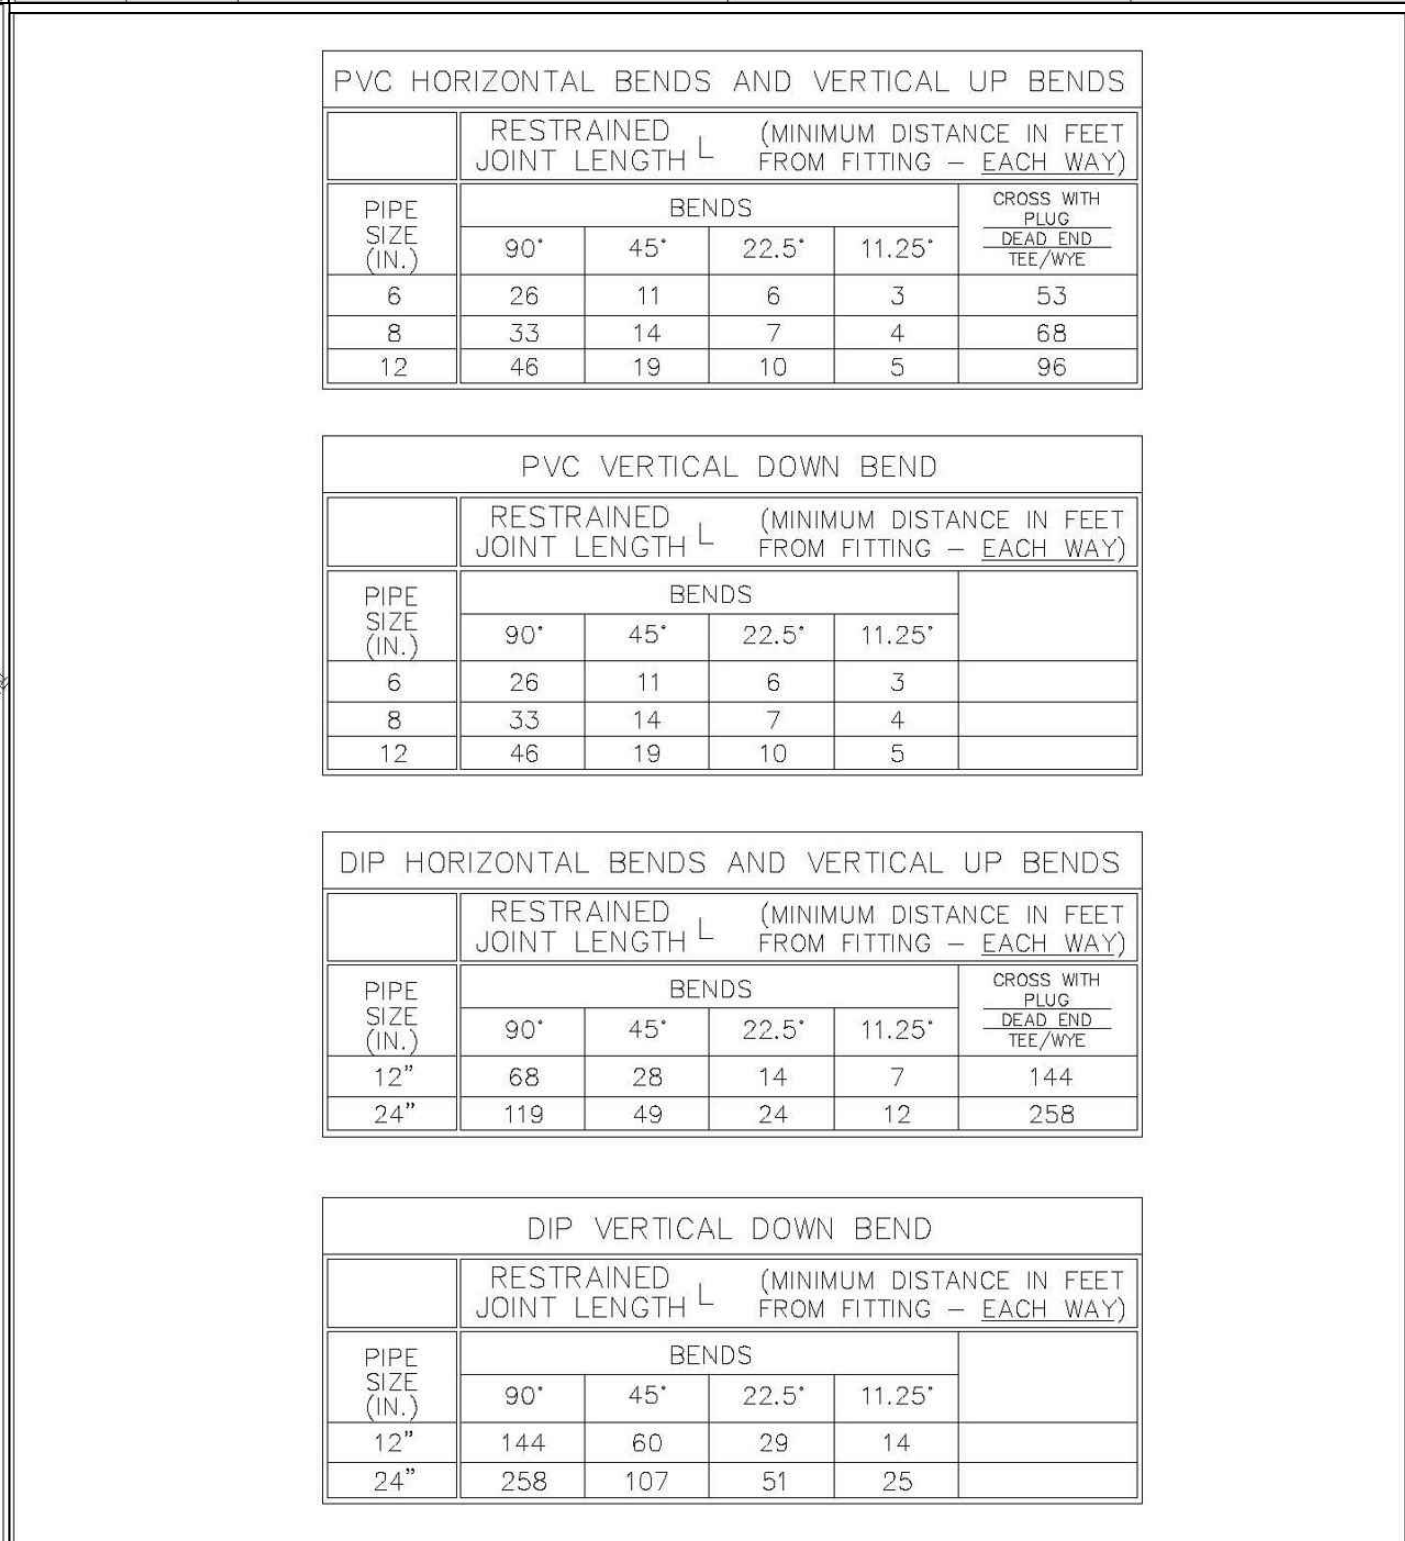 PVC HORIZONTAL BENDS AND VERTICAL UP BENDS
RESTRAINED JOINT LENGTH L (MINIMUM DISTANCE IN FEET
FROM FITTING – EACH WAY)
PIPE SIZE (IN.) BENDS CROSS WITH PLUG
90° 45° 22.5° 11.25° DEAD END TEE/WYE
6 26 11 6 3 53
8 33 14 7 4 68
12 46 19 10 5 96
PVC VERTICAL DOWN BEND
RESTRAINED JOINT LENGTH L (MINIMUM DISTANCE IN FEET
FROM FITTING – EACH WAY)
PIPE SIZE (IN.) BENDS
90° 45° 22.5° 11.25°
6 26 11 6 3
8 33 14 7 4
12 46 19 10 5
DIP HORIZONTAL BENDS AND VERTICAL UP BENDS
RESTRAINED JOINT LENGTH L (MINIMUM DISTANCE IN FEET
FROM FITTING – EACH WAY)
PIPE SIZE (IN.) BENDS CROSS WITH PLUG
90° 45° 22.5° 11.25° DEAD END TEE/WYE
12" 68 28 14 7 144
24" 119 49 24 12 258
DIP VERTICAL DOWN BEND
RESTRAINED JOINT LENGTH L (MINIMUM DISTANCE IN FEET
FROM FITTING – EACH WAY)
PIPE SIZE (IN.) BENDS
90° 45° 22.5° 11.25°
12" 144 60 29 14
24" 258 107 51 25